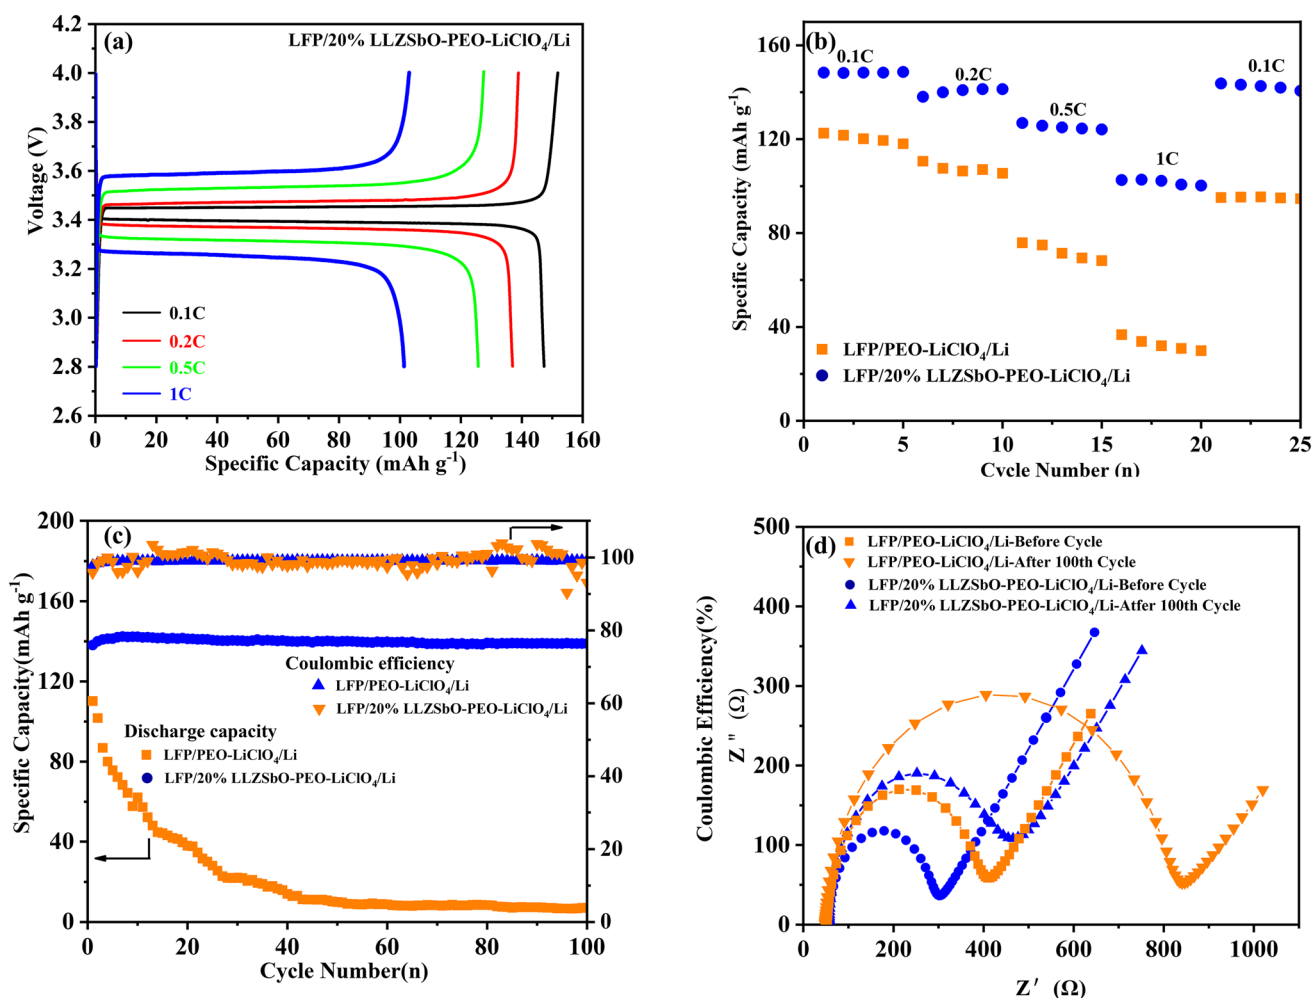 (a)
LFP/20% LLZSbO-PEO-LiClO₄/Li
4.2
4.0
3.8
3.6
3.4
3.2
3.0
2.8
2.6
Voltage (V)
0.1C
0.2C
0.5C
1C
0 20 40 60 80 100 120 140 160
Specific Capacity (mAh g⁻¹)
(b)
160
120
80
40
0
Specific Capacity (mAh g⁻¹)
0.1C
0.2C
0.5C
1C
0.1C
LFP/PEO-LiClO₄/Li
LFP/20% LLZSbO-PEO-LiClO₄/Li
0 5 10 15 20 25
Cycle Number (n)
(c)
200
160
140
120
80
40
0
Specific Capacity(mAh g⁻¹)
Coulombic efficiency
LFP/PEO-LiClO₄/Li
LFP/20% LLZSbO-PEO-LiClO₄/Li
Discharge capacity
LFP/PEO-LiClO₄/Li
LFP/20% LLZSbO-PEO-LiClO₄/Li
100
80
60
40
20
0
0 20 40 60 80 100
Cycle Number(n)
Coulombic Efficiency(%)
(d)
LFP/PEO-LiClO₄/Li-Before Cycle
LFP/PEO-LiClO₄/Li-After 100th Cycle
LFP/20% LLZSbO-PEO-LiClO₄/Li-Before Cycle
LFP/20% LLZSbO-PEO-LiClO₄/Li-Atfer 100th Cycle
500
400
300
200
100
0
Z" (Ω)
0 200 400 600 800 1000
Z′ (Ω)